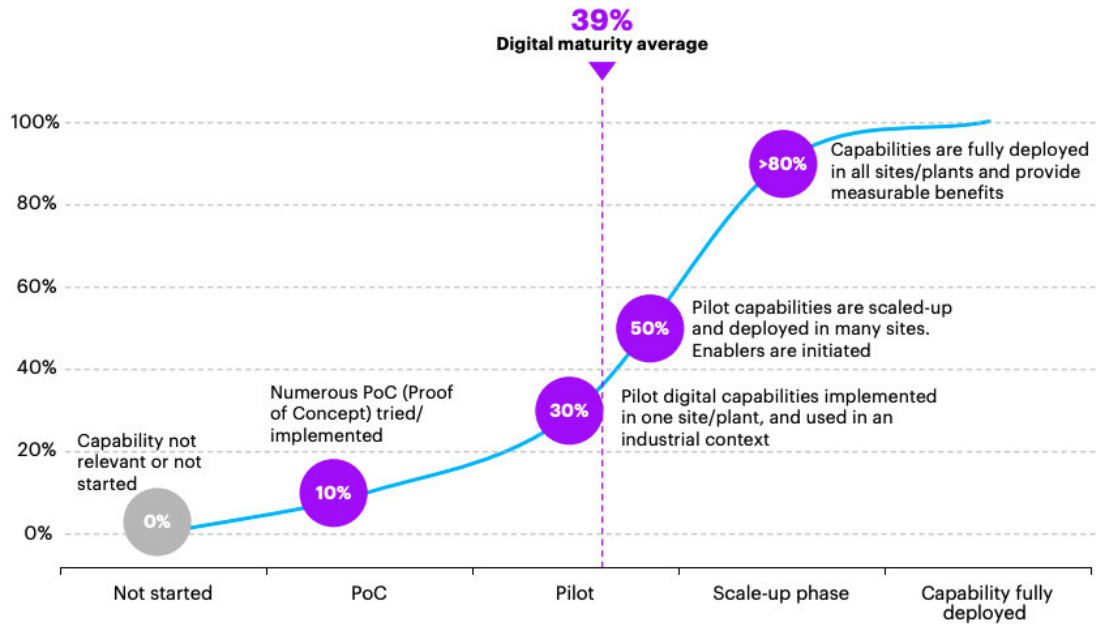 39%
Digital maturity average
100%
80%
60%
40%
20%
0%
>80%
Capabilities are fully deployed
in all sites/plants and provide
measurable benefits
50%
Pilot capabilities are scaled-up
and deployed in many sites.
Enablers are initiated
30%
Pilot digital capabilities implemented
in one site/plant, and used in an
industrial context
Numerous PoC (Proof
of Concept) tried/
implemented
10%
Capability not
relevant or not
started
0%
Not started
PoC
Pilot
Scale-up phase
Capability fully
deployed